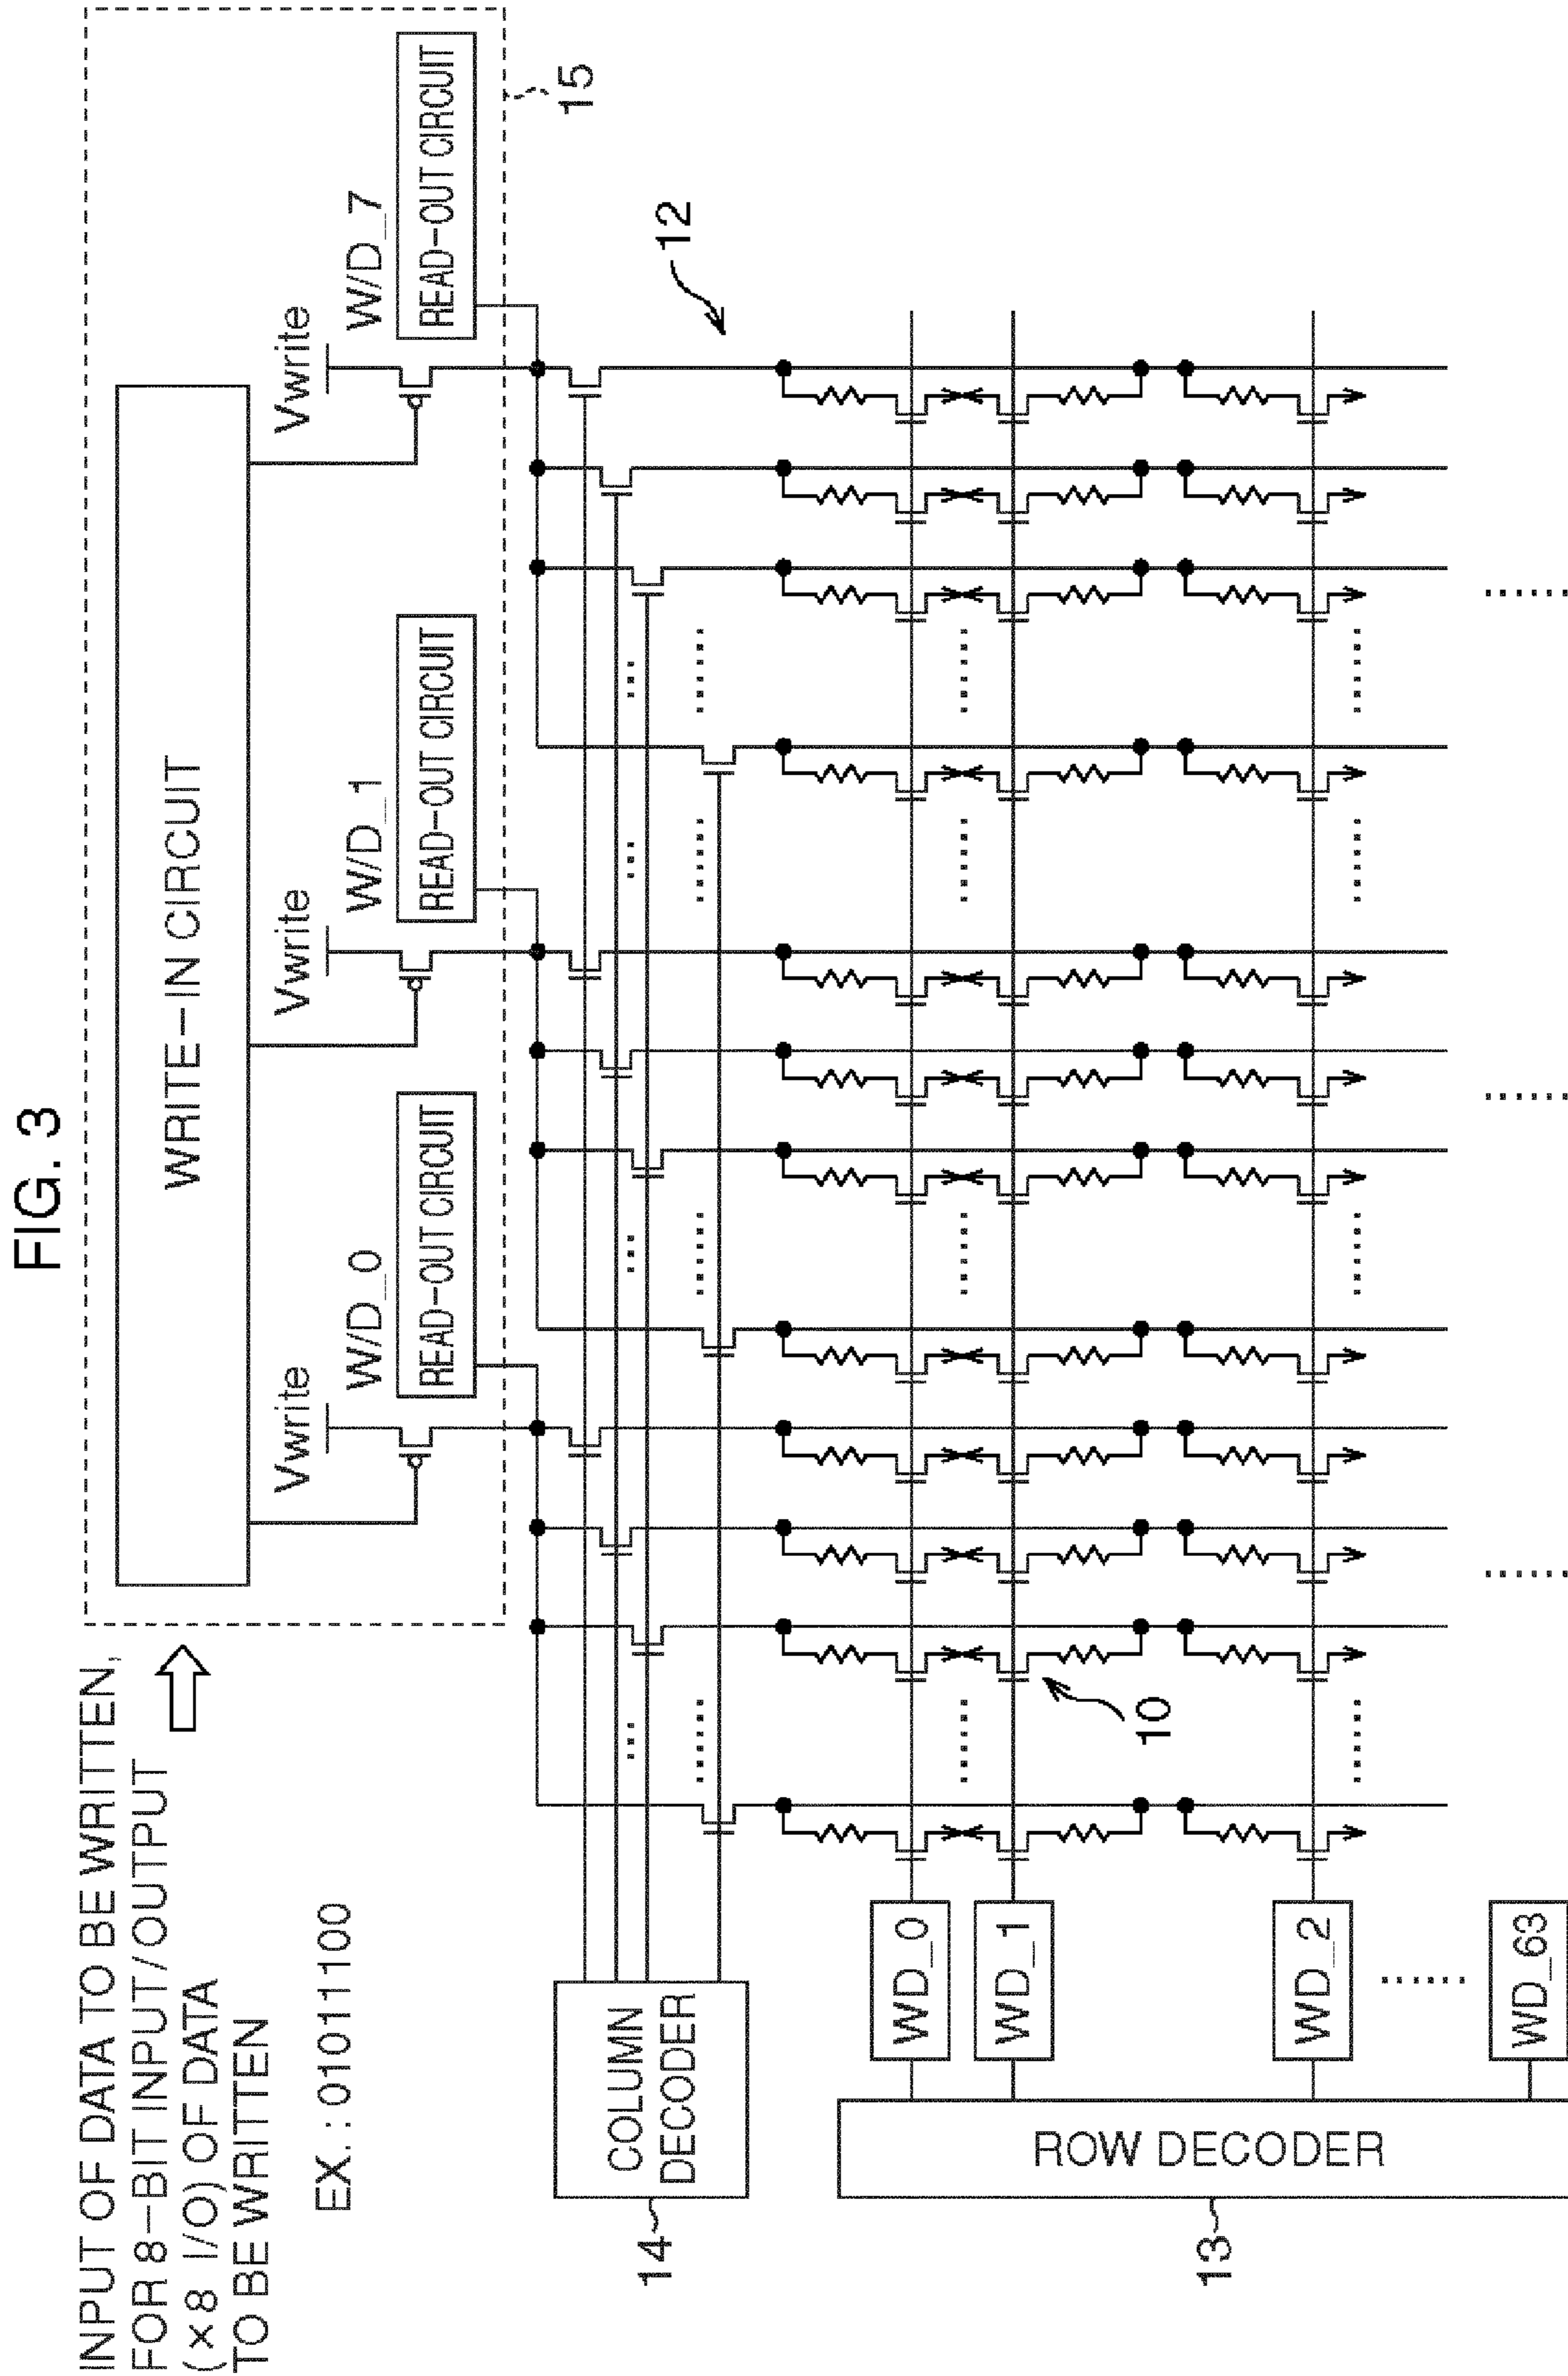 FIG. 3
INPUT OF DATA TO BE WRITTEN,
FOR 8-BIT INPUT/OUTPUT
(×8 I/O) OF DATA
TO BE WRITTEN
EX. : 01011100
WRITE-IN CIRCUIT
Vwrite
W/D_0
READ-OUT CIRCUIT
Vwrite
W/D_1
READ-OUT CIRCUIT
Vwrite
W/D_7
READ-OUT CIRCUIT
15
14
COLUMN
DECODER
12
13
ROW DECODER
WD_0
WD_1
WD_2
WD_63
10